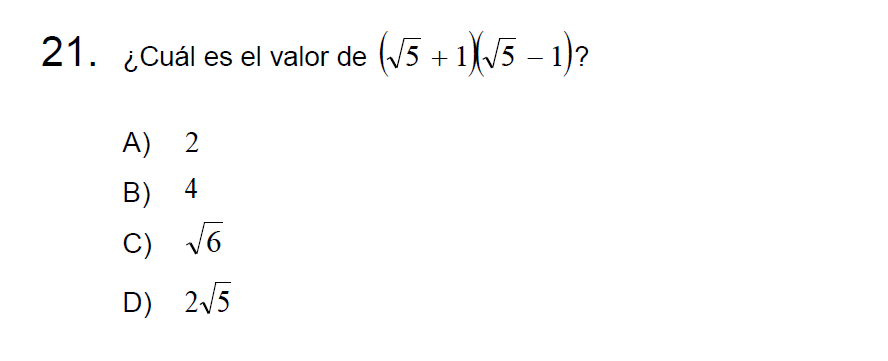 21. ¿Cuál es el valor de (√5 + 1)(√5 − 1)?
A) 2
B) 4
C) √6
D) 2√5